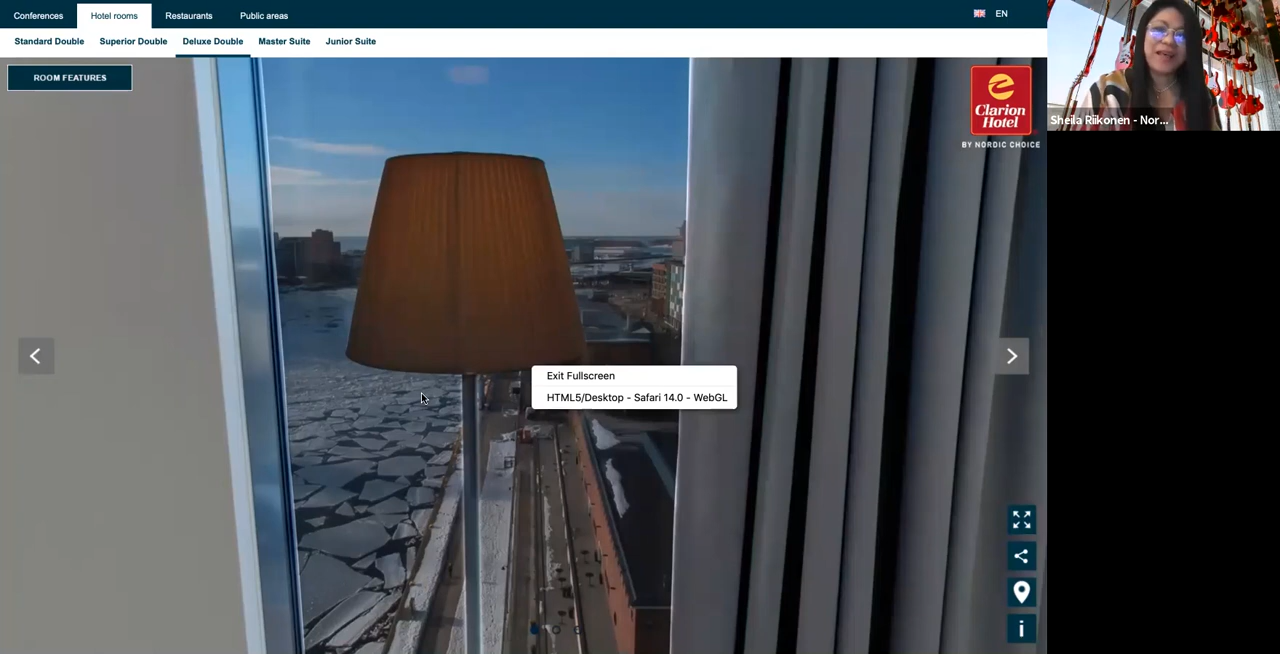 Conferences
Hotel rooms
Restaurants
Public areas
EN
Standard Double
Superior Double
Deluxe Double
Master Suite
Junior Suite
ROOM FEATURES
Clarion
Hotel
BY NORDIC CHOICE
Sheila Riikonen - Nor...
Exit Fullscreen
HTML5/Desktop - Safari 14.0 - WebGL
i